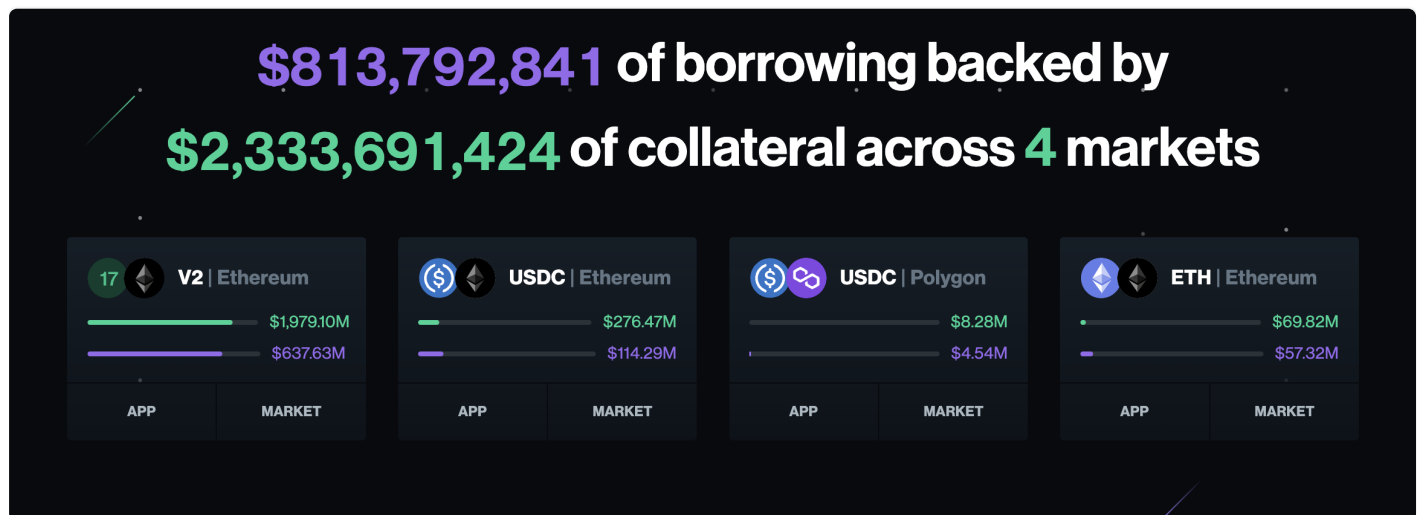 $813,792,841 of borrowing backed by
$2,333,691,424 of collateral across 4 markets
17 V2 | Ethereum
$1,979.10M
$637.63M
APP MARKET
USDC | Ethereum
$276.47M
$114.29M
APP MARKET
USDC | Polygon
$8.28M
$4.54M
APP MARKET
ETH | Ethereum
$69.82M
$57.32M
APP MARKET